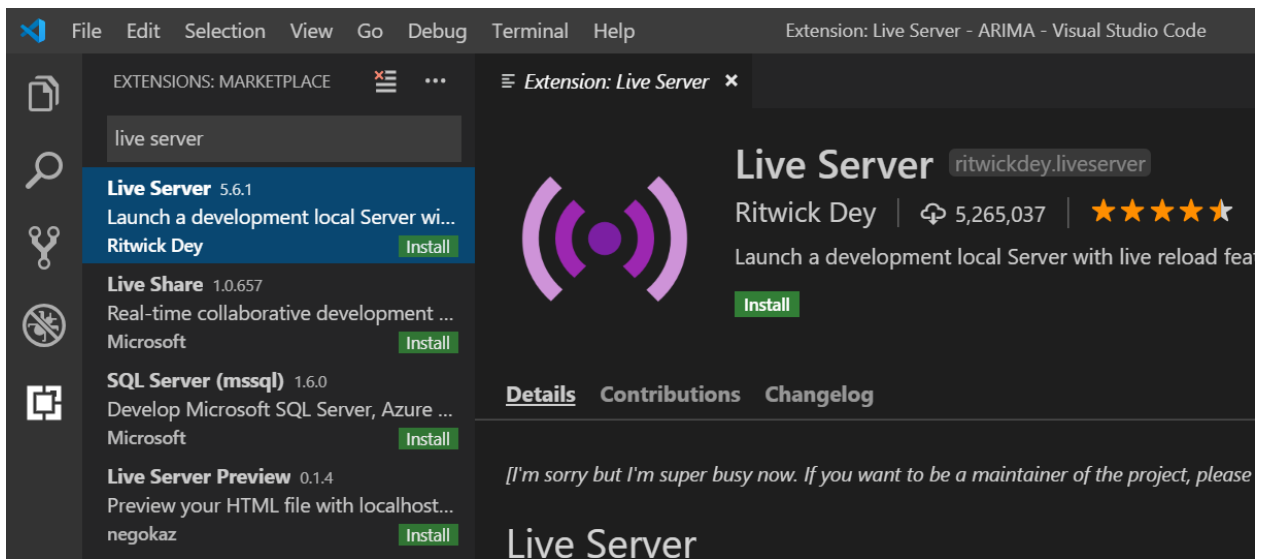 File Edit Selection View Go Debug Terminal Help Extension: Live Server - ARIMA - Visual Studio Code
EXTENSIONS: MARKETPLACE
live server
Live Server 5.6.1
Launch a development local Server wi...
Ritwick Dey Install
Live Share 1.0.657
Real-time collaborative development ...
Microsoft Install
SQL Server (mssql) 1.6.0
Develop Microsoft SQL Server, Azure ...
Microsoft Install
Live Server Preview 0.1.4
Preview your HTML file with localhost...
negokaz Install
Extension: Live Server
Live Server ritwickdey.liveserver
Ritwick Dey 5,265,037
Launch a development local Server with live reload fea
Install
Details Contributions Changelog
[I'm sorry but I'm super busy now. If you want to be a maintainer of the project, please
Live Server